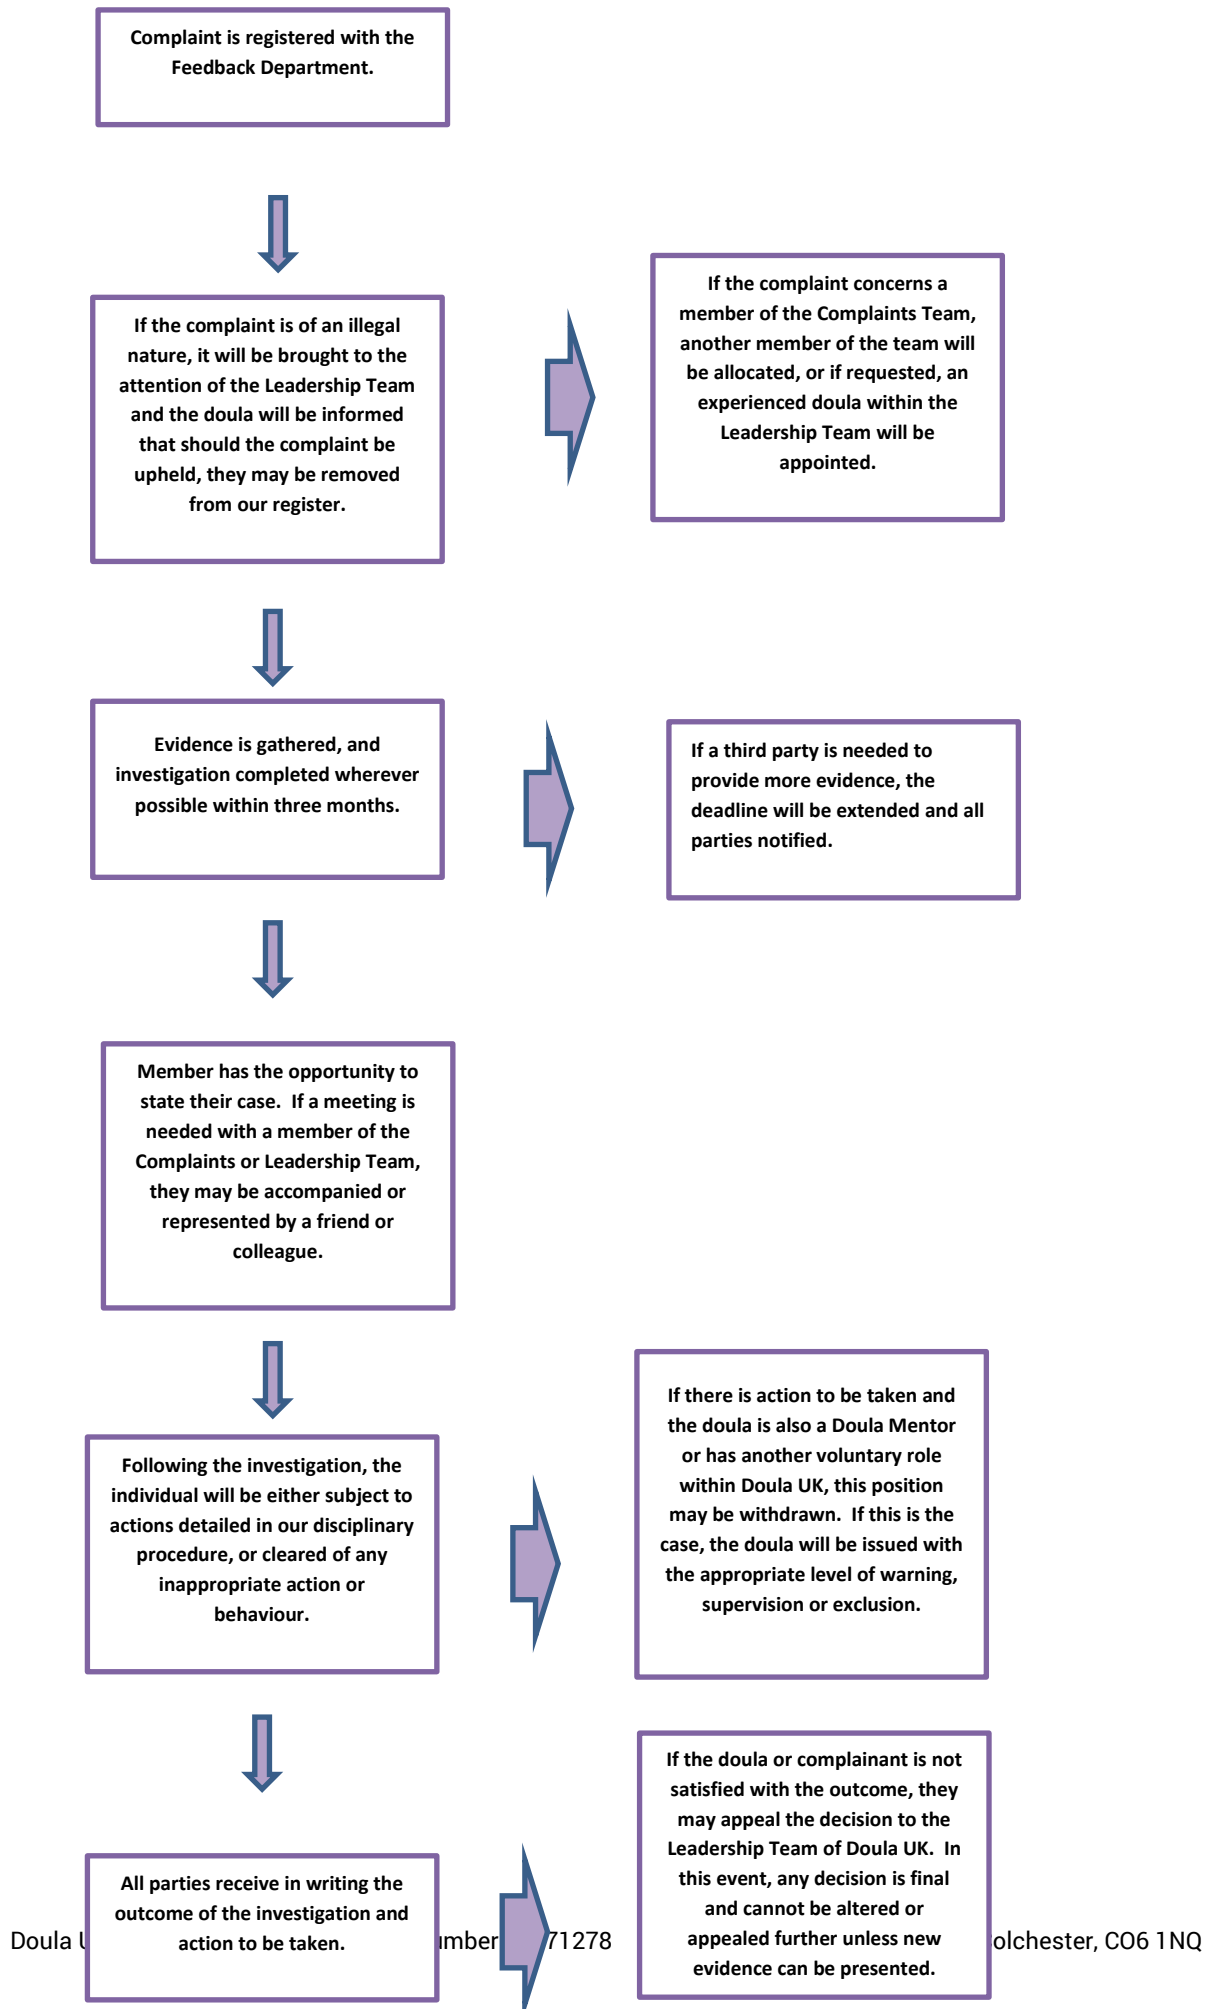 Complaint is registered with the
Feedback Department.
If the complaint is of an illegal
nature, it will be brought to the
attention of the Leadership Team
and the doula will be informed
that should the complaint be
upheld, they may be removed
from our register.
If the complaint concerns a
member of the Complaints Team,
another member of the team will
be allocated, or if requested, an
experienced doula within the
Leadership Team will be
appointed.
Evidence is gathered, and
investigation completed wherever
possible within three months.
If a third party is needed to
provide more evidence, the
deadline will be extended and all
parties notified.
Member has the opportunity to
state their case.  If a meeting is
needed with a member of the
Complaints or Leadership Team,
they may be accompanied or
represented by a friend or
colleague.
Following the investigation, the
individual will be either subject to
actions detailed in our disciplinary
procedure, or cleared of any
inappropriate action or
behaviour.
If there is action to be taken and
the doula is also a Doula Mentor
or has another voluntary role
within Doula UK, this position
may be withdrawn.  If this is the
case, the doula will be issued with
the appropriate level of warning,
supervision or exclusion.
All parties receive in writing the
outcome of the investigation and
action to be taken.
If the doula or complainant is not
satisfied with the outcome, they
may appeal the decision to the
Leadership Team of Doula UK.  In
this event, any decision is final
and cannot be altered or
appealed further unless new
evidence can be presented.
Doula 71278 CO6 1NQ